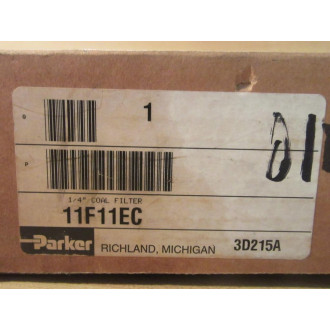 1
1/4" COAL FILTER
11F11EC
Parker RICHLAND, MICHIGAN 3D215A